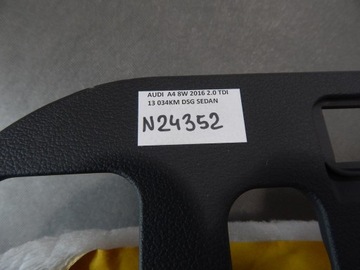 AUDI A4 8W 2016 2.0 TDI
13 034KM DSG SEDAN
N24352